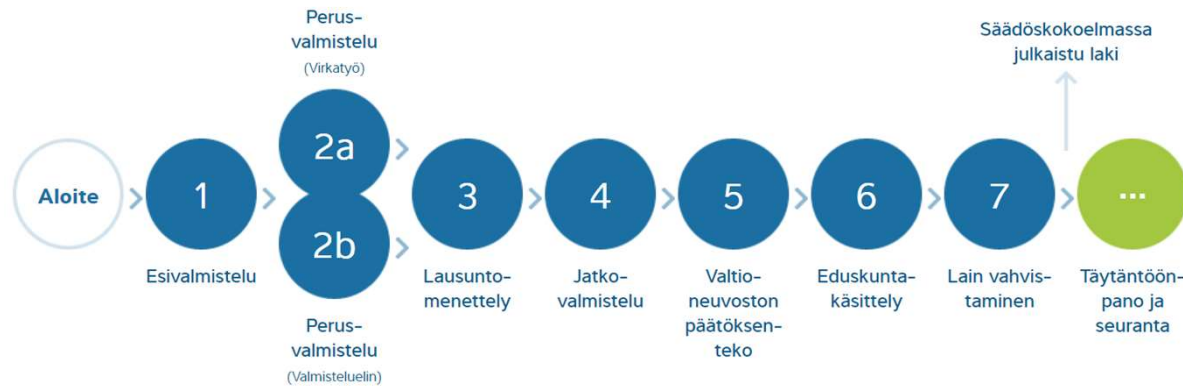 Aloite
1
Esivalmistelu
Perus-
valmistelu
(Virkatyö)
2a
2b
Perus-
valmistelu
(Valmisteluelin)
3
Lausunto-
menettely
4
Jatko-
valmistelu
5
Valtio-
neuvoston
päätöksen-
teko
6
Eduskunta-
käsittely
7
Lain vahvis-
taminen
Säädöskokoelmassa
julkaistu laki
...
Täytäntöön-
pano ja
seuranta